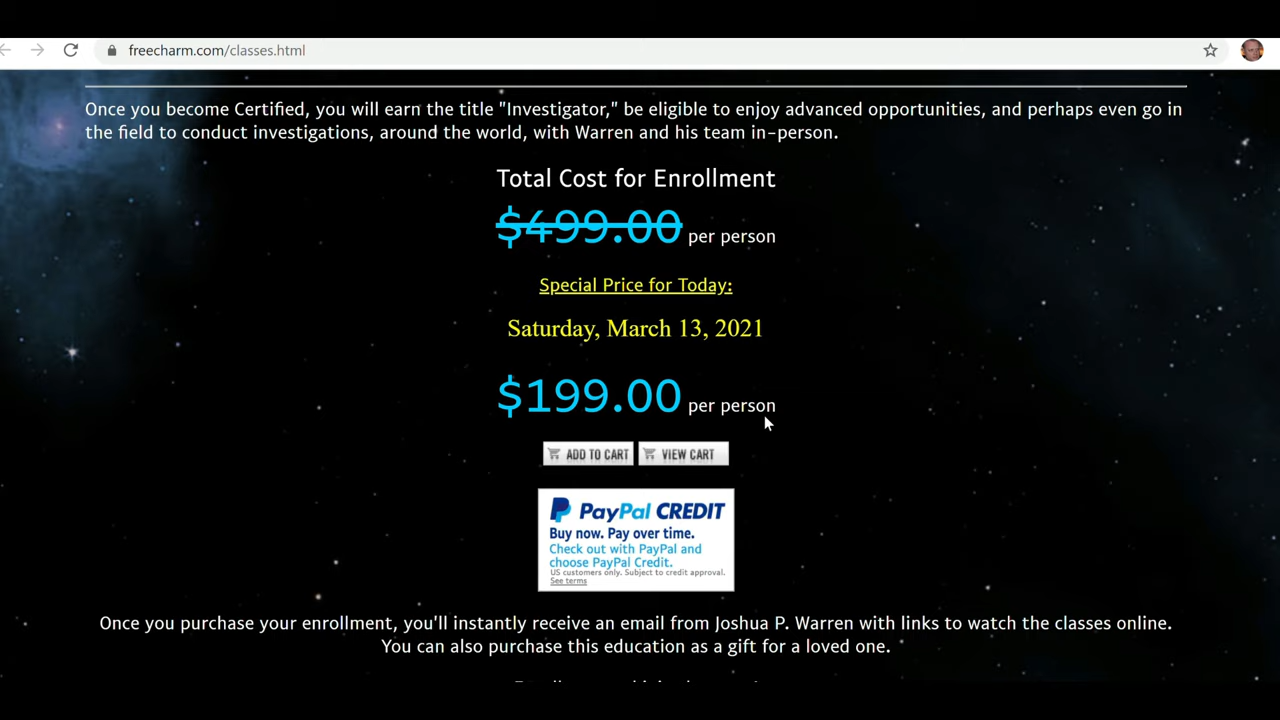 freecharm.com/classes.html
Once you become Certified, you will earn the title "Investigator," be eligible to enjoy advanced opportunities, and perhaps even go in
the field to conduct investigations, around the world, with Warren and his team in-person.
Total Cost for Enrollment
$499.00 per person
Special Price for Today:
Saturday, March 13, 2021
$199.00 per person
ADD TO CART VIEW CART
PayPal CREDIT
Buy now. Pay over time.
Check out with PayPal and
choose PayPal Credit.
US customers only. Subject to credit approval.
See terms
Once you purchase your enrollment, you'll instantly receive an email from Joshua P. Warren with links to watch the classes online.
You can also purchase this education as a gift for a loved one.